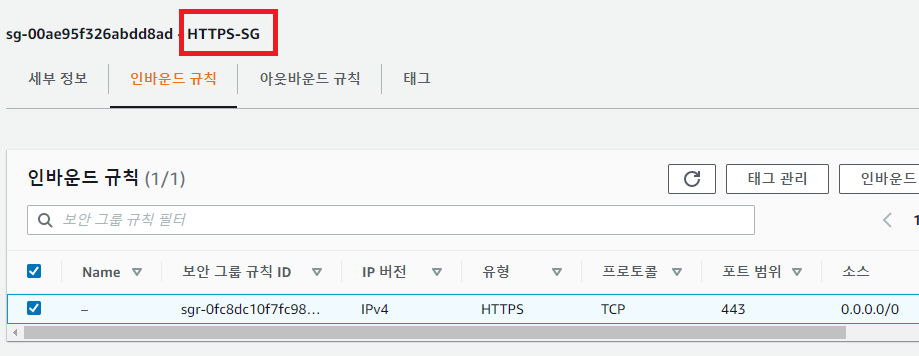 sg-00ae95f326abdd8ad - HTTPS-SG
세부 정보 인바운드 규칙 아웃바운드 규칙 태그
인바운드 규칙 (1/1) 태그 관리 인바운드
보안 그룹 규칙 필터 1
Name 보안 그룹 규칙 ID IP 버전 유형 프로토콜 포트 범위 소스
– sgr-0fc8dc10f7fc98... IPv4 HTTPS TCP 443 0.0.0.0/0